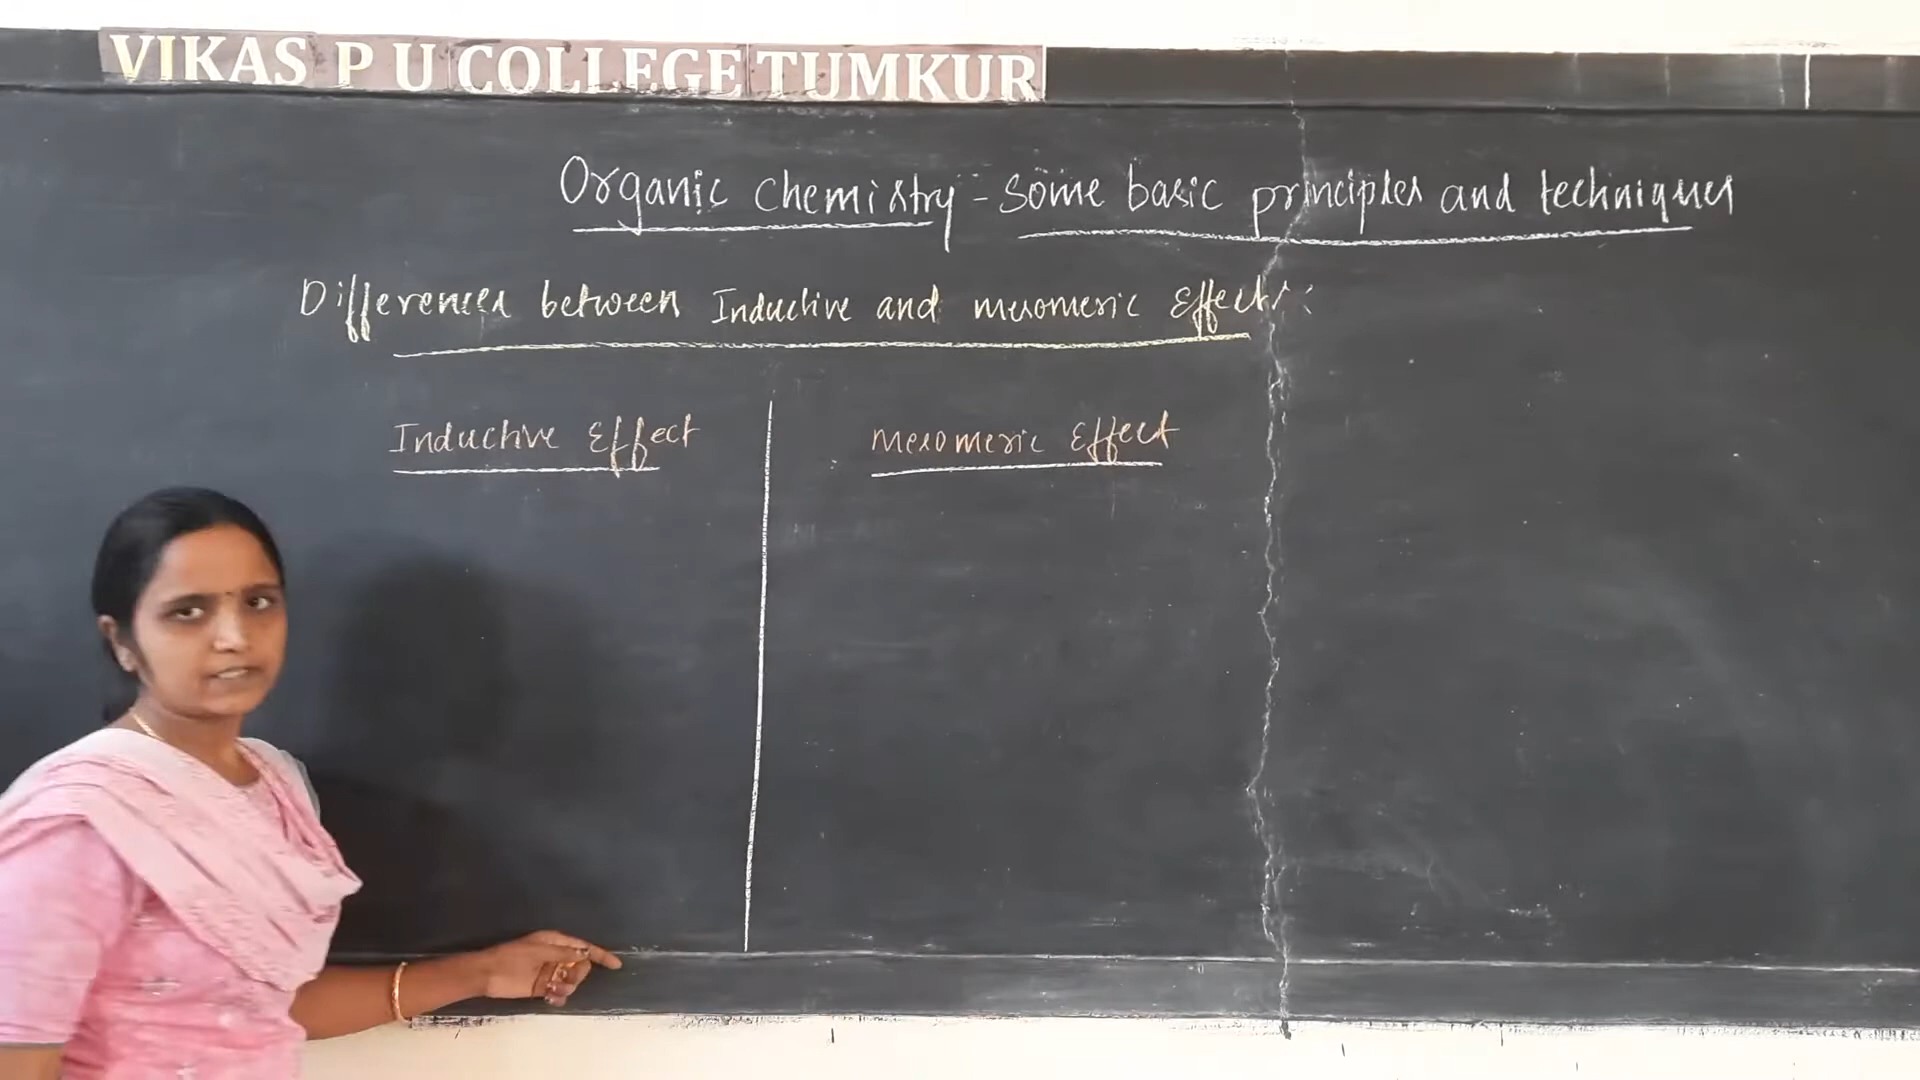 VIKAS P U COLLEGE TUMKUR
Organic Chemistry - Some basic principles and techniques
Differences between Inductive and mesomeric Effects :
Inductive Effect
Mesomeric Effect